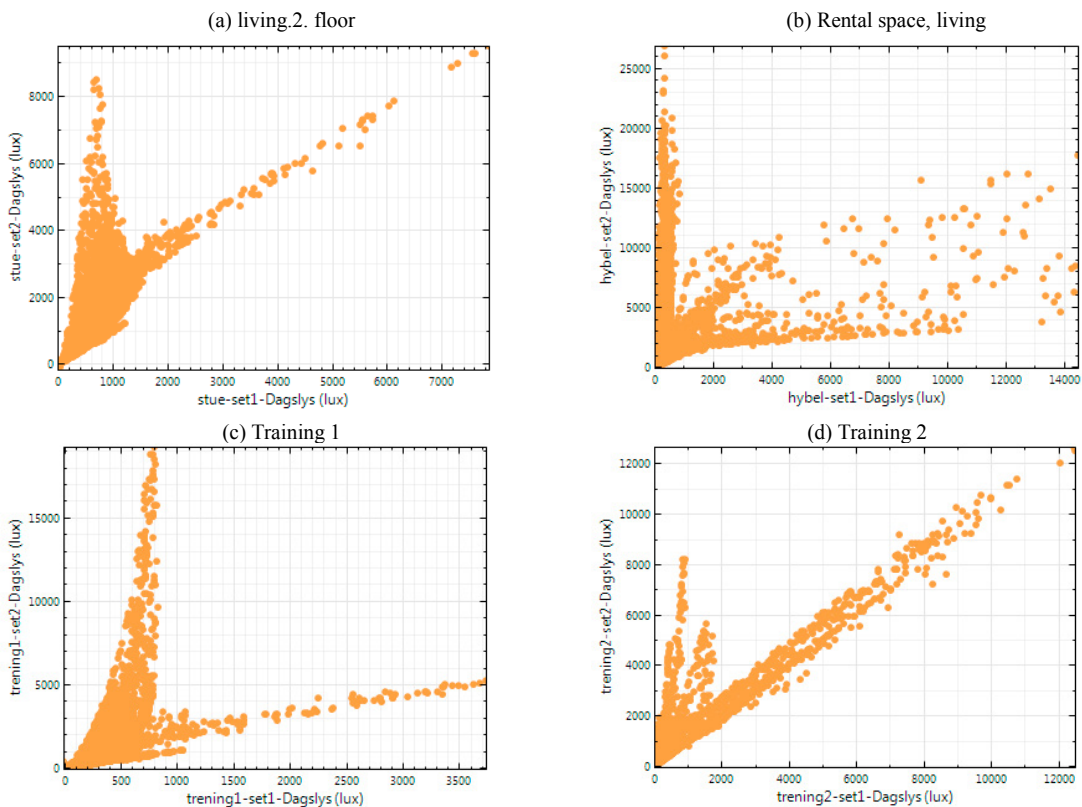 (a) living.2. floor
8000
6000
4000
2000
0
stue-set2-Dagslys (lux)
0 1000 2000 3000 4000 5000 6000 7000
stue-set1-Dagslys (lux)
(b) Rental space, living
25000
20000
15000
10000
5000
0
hybel-set2-Dagslys (lux)
0 2000 4000 6000 8000 10000 12000 14000
hybel-set1-Dagslys (lux)
(c) Training 1
15000
10000
5000
0
trening1-set2-Dagslys (lux)
0 500 1000 1500 2000 2500 3000 3500
trening1-set1-Dagslys (lux)
(d) Training 2
12000
10000
8000
6000
4000
2000
0
trening2-set2-Dagslys (lux)
0 2000 4000 6000 8000 10000 12000
trening2-set1-Dagslys (lux)